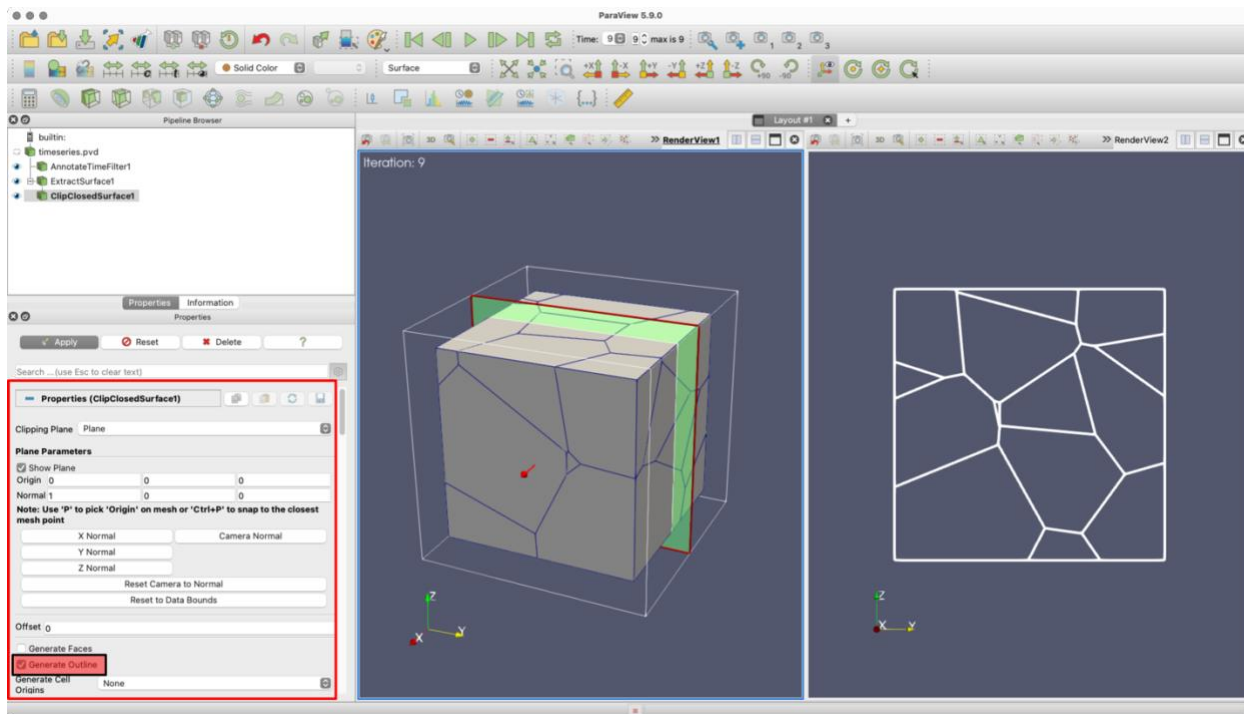 ParaView 5.9.0
Time: 9 9 max is 9
Solid Color
Surface
+X -X +Y -Y +Z -Z +90 -90
Pipeline Browser
Layout #1
builtin:
timeseries.pvd
AnnotateTimeFilter1
ExtractSurface1
ClipClosedSurface1
3D
RenderView1
3D
RenderView2
Iteration: 9
Properties Information
Properties
Apply Reset Delete ?
Search ...(use Esc to clear text)
Properties (ClipClosedSurface1)
Clipping Plane Plane
Plane Parameters
Show Plane
Origin 0 0 0
Normal 1 0 0
Note: Use 'P' to pick 'Origin' on mesh or 'Ctrl+P' to snap to the closest
mesh point
X Normal Camera Normal
Y Normal
Z Normal
Reset Camera to Normal
Reset to Data Bounds
Offset 0
Generate Faces
Generate Outline
Generate Cell
Origins None
Z
X Y
Z
X Y